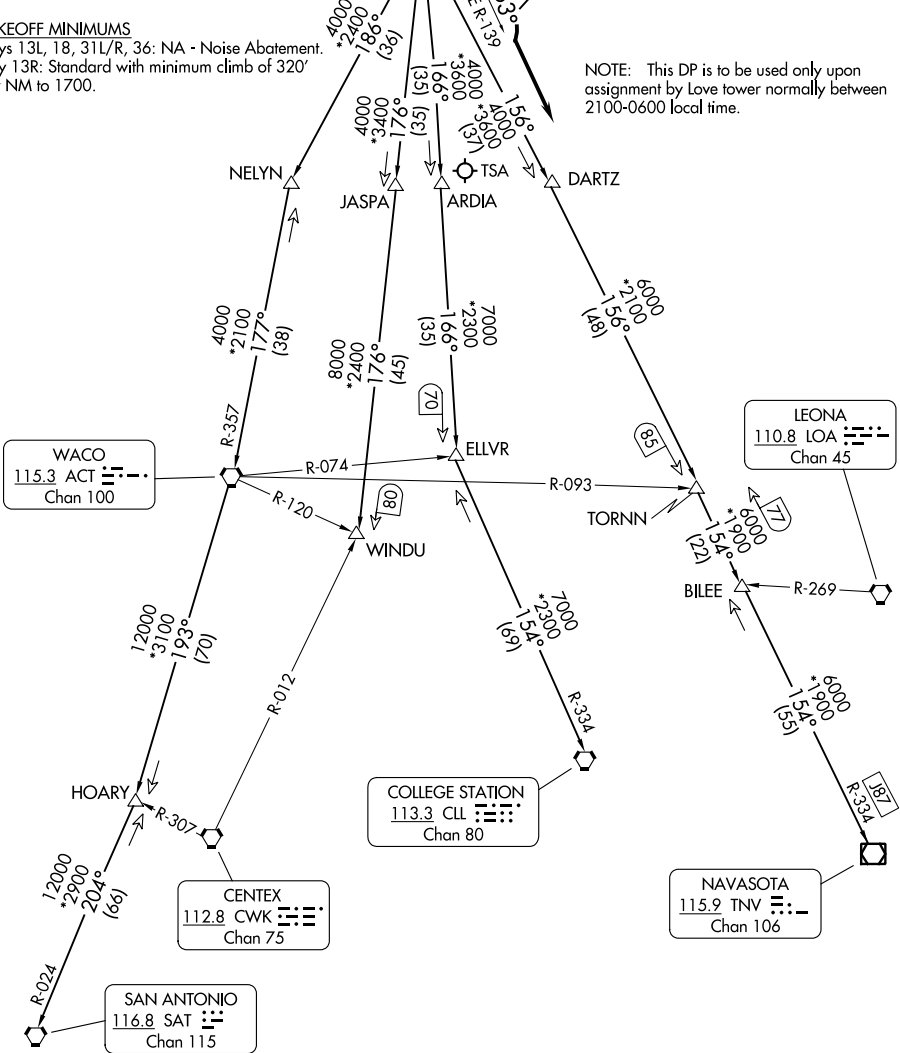 KEOFF MINIMUMS
ys 13L, 18, 31L/R, 36: NA - Noise Abatement.
y 13R: Standard with minimum climb of 320'
NM to 1700.
4000
*2400
186°
(36)
4000
*3400
176°
(35)
4000
*3600
166°
(35)
R-139
4000
*3600
156°
(37)
NOTE: This DP is to be used only upon
assignment by Love tower normally between
2100-0600 local time.
NELYN
JASPA
ARDIA
TSA
DARTZ
4000
*2100
177°
(38)
R-357
8000
*2400
176°
(45)
7000
*2300
166°
(35)
70
6000
*2100
156°
(48)
85
LEONA
110.8 LOA
Chan 45
WACO
115.3 ACT
Chan 100
R-074
ELLVR
R-093
R-120
80
WINDU
TORNN
77
6000
*1900
154°
(22)
BILEE
R-269
12000
*3100
193°
(70)
R-012
7000
*2300
154°
(69)
R-334
6000
*1900
154°
(55)
J87
R-334
HOARY
R-307
COLLEGE STATION
113.3 CLL
Chan 80
12000
*2900
204°
(66)
CENTEX
112.8 CWK
Chan 75
NAVASOTA
115.9 TNV
Chan 106
R-024
SAN ANTONIO
116.8 SAT
Chan 115